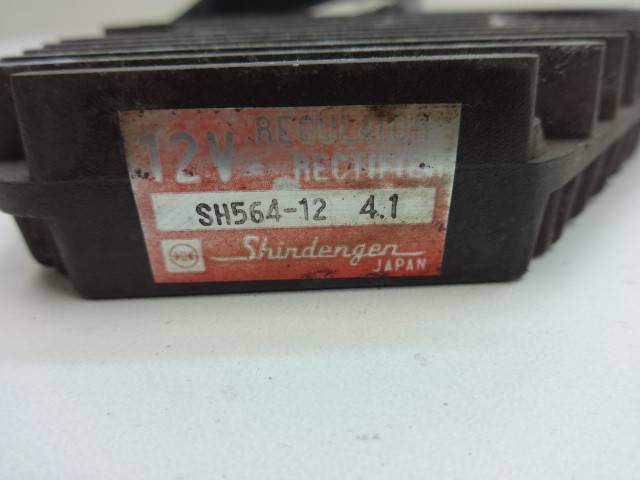 12V REGULATOR
RECTIFIER
SH564-12 4.1
Shindengen
JAPAN